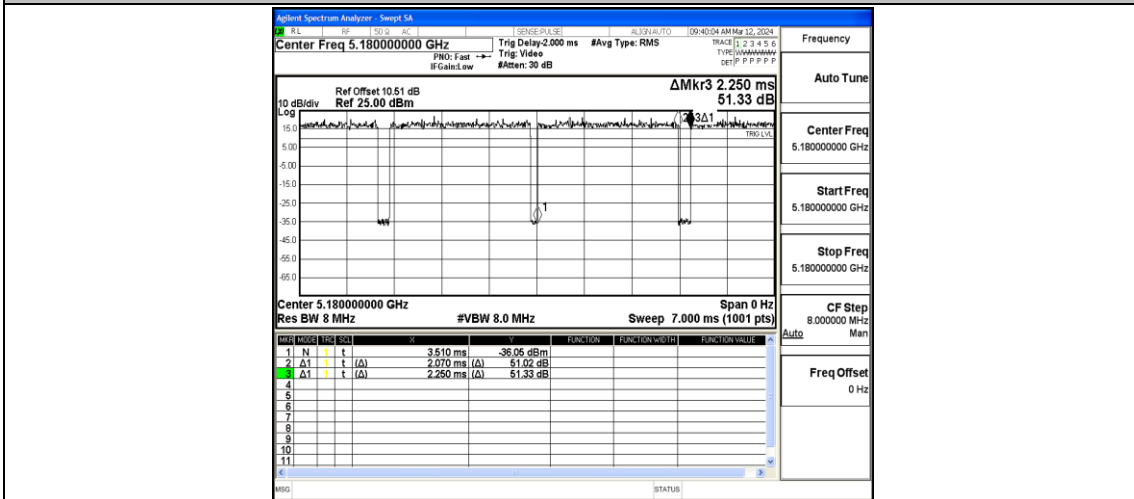 Agilent Spectrum Analyzer - Swept SA
RL RF 50 Ω AC SENSE:PULSE ALIGNAUTO 09:40:04 AM Mar 12, 2024
Center Freq 5.180000000 GHz
PNO: Fast
IFGain:Low
Trig Delay-2.000 ms
Trig: Video
#Atten: 30 dB
#Avg Type: RMS
TRACE 1 2 3 4 5 6
TYPE WWWWWW
DET P P P P P P
Ref Offset 10.51 dB
10 dB/div Ref 25.00 dBm
Log
ΔMkr3 2.250 ms
51.33 dB
15.0
5.00
-5.00
-15.0
-25.0
-35.0
-45.0
-55.0
-65.0
3Δ1
TRIG LVL
1
Center 5.180000000 GHz Span 0 Hz
Res BW 8 MHz #VBW 8.0 MHz Sweep 7.000 ms (1001 pts)
MKR MODE TRC SCL X Y FUNCTION FUNCTION WIDTH FUNCTION VALUE
1 N 1 t 3.510 ms -36.05 dBm
2 Δ1 1 t (Δ) 2.070 ms (Δ) 51.02 dB
3 Δ1 1 t (Δ) 2.250 ms (Δ) 51.33 dB
4
5
6
7
8
9
10
11
MSG STATUS
Frequency
Auto Tune
Center Freq
5.180000000 GHz
Start Freq
5.180000000 GHz
Stop Freq
5.180000000 GHz
CF Step
8.000000 MHz
Auto Man
Freq Offset
0 Hz